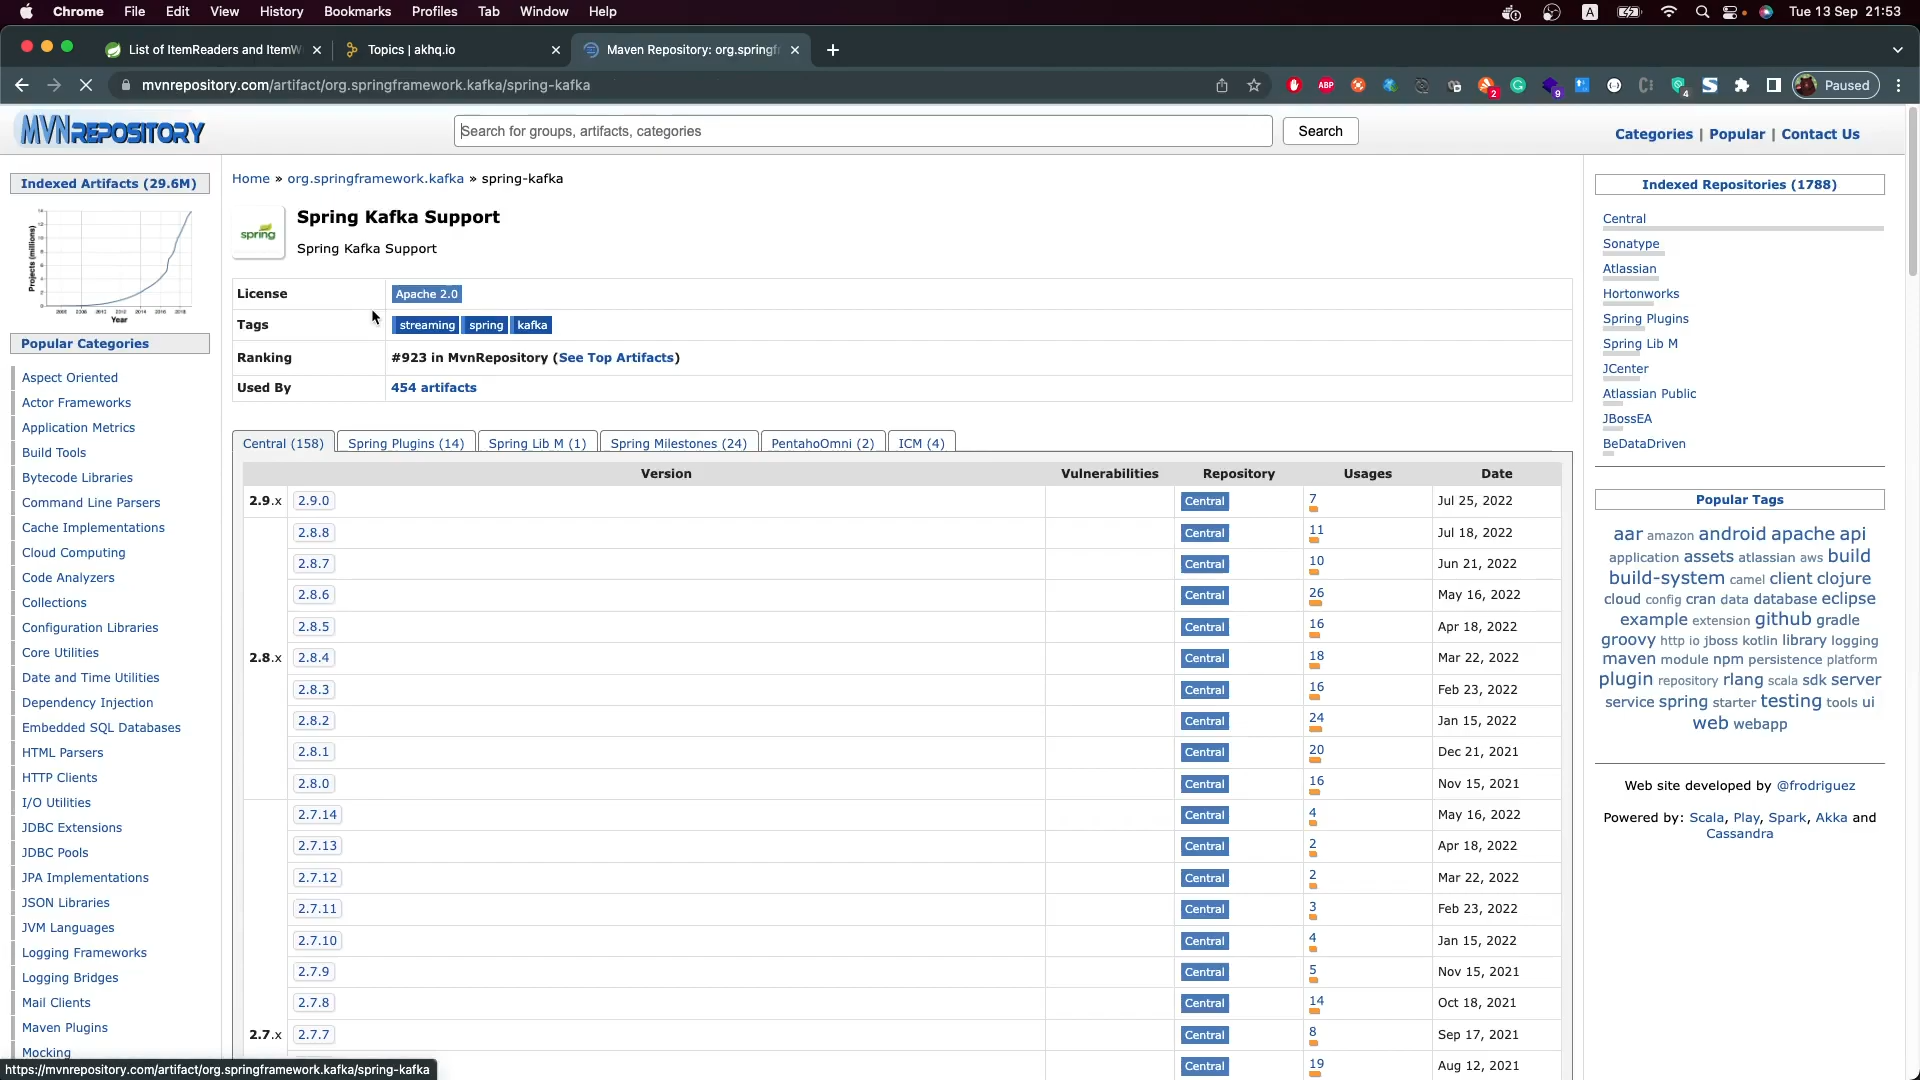 Chrome File Edit View History Bookmarks Profiles Tab Window Help A Tue 13 Sep 21:53
List of ItemReaders and ItemW Topics | akhq.io Maven Repository: org.springf
mvnrepository.com/artifact/org.springframework.kafka/spring-kafka ABP 2 9 4 Paused
MVNREPOSITORY Search for groups, artifacts, categories Search Categories | Popular | Contact Us
Indexed Artifacts (29.6M)
Projects (millions)
Year
Popular Categories
Aspect Oriented
Actor Frameworks
Application Metrics
Build Tools
Bytecode Libraries
Command Line Parsers
Cache Implementations
Cloud Computing
Code Analyzers
Collections
Configuration Libraries
Core Utilities
Date and Time Utilities
Dependency Injection
Embedded SQL Databases
HTML Parsers
HTTP Clients
I/O Utilities
JDBC Extensions
JDBC Pools
JPA Implementations
JSON Libraries
JVM Languages
Logging Frameworks
Logging Bridges
Mail Clients
Maven Plugins
Mocking
https://mvnrepository.com/artifact/org.springframework.kafka/spring-kafka
Home » org.springframework.kafka » spring-kafka
spring
Spring Kafka Support
Spring Kafka Support
License Apache 2.0
Tags streaming spring kafka
Ranking #923 in MvnRepository (See Top Artifacts)
Used By 454 artifacts
Central (158) Spring Plugins (14) Spring Lib M (1) Spring Milestones (24) PentahoOmni (2) ICM (4)
Version Vulnerabilities Repository Usages Date
2.9.x 2.9.0 Central 7 Jul 25, 2022
2.8.8 Central 11 Jul 18, 2022
2.8.7 Central 10 Jun 21, 2022
2.8.6 Central 26 May 16, 2022
2.8.5 Central 16 Apr 18, 2022
2.8.x 2.8.4 Central 18 Mar 22, 2022
2.8.3 Central 16 Feb 23, 2022
2.8.2 Central 24 Jan 15, 2022
2.8.1 Central 20 Dec 21, 2021
2.8.0 Central 16 Nov 15, 2021
2.7.14 Central 4 May 16, 2022
2.7.13 Central 2 Apr 18, 2022
2.7.12 Central 2 Mar 22, 2022
2.7.11 Central 3 Feb 23, 2022
2.7.10 Central 4 Jan 15, 2022
2.7.9 Central 5 Nov 15, 2021
2.7.8 Central 14 Oct 18, 2021
2.7.x 2.7.7 Central 8 Sep 17, 2021
Central 19 Aug 12, 2021
Indexed Repositories (1788)
Central
Sonatype
Atlassian
Hortonworks
Spring Plugins
Spring Lib M
JCenter
Atlassian Public
JBossEA
BeDataDriven
Popular Tags
aar amazon android apache api
application assets atlassian aws build
build-system camel client clojure
cloud config cran data database eclipse
example extension github gradle
groovy http io jboss kotlin library logging
maven module npm persistence platform
plugin repository rlang scala sdk server
service spring starter testing tools ui
web webapp
Web site developed by @frodriguez
Powered by: Scala, Play, Spark, Akka and
Cassandra